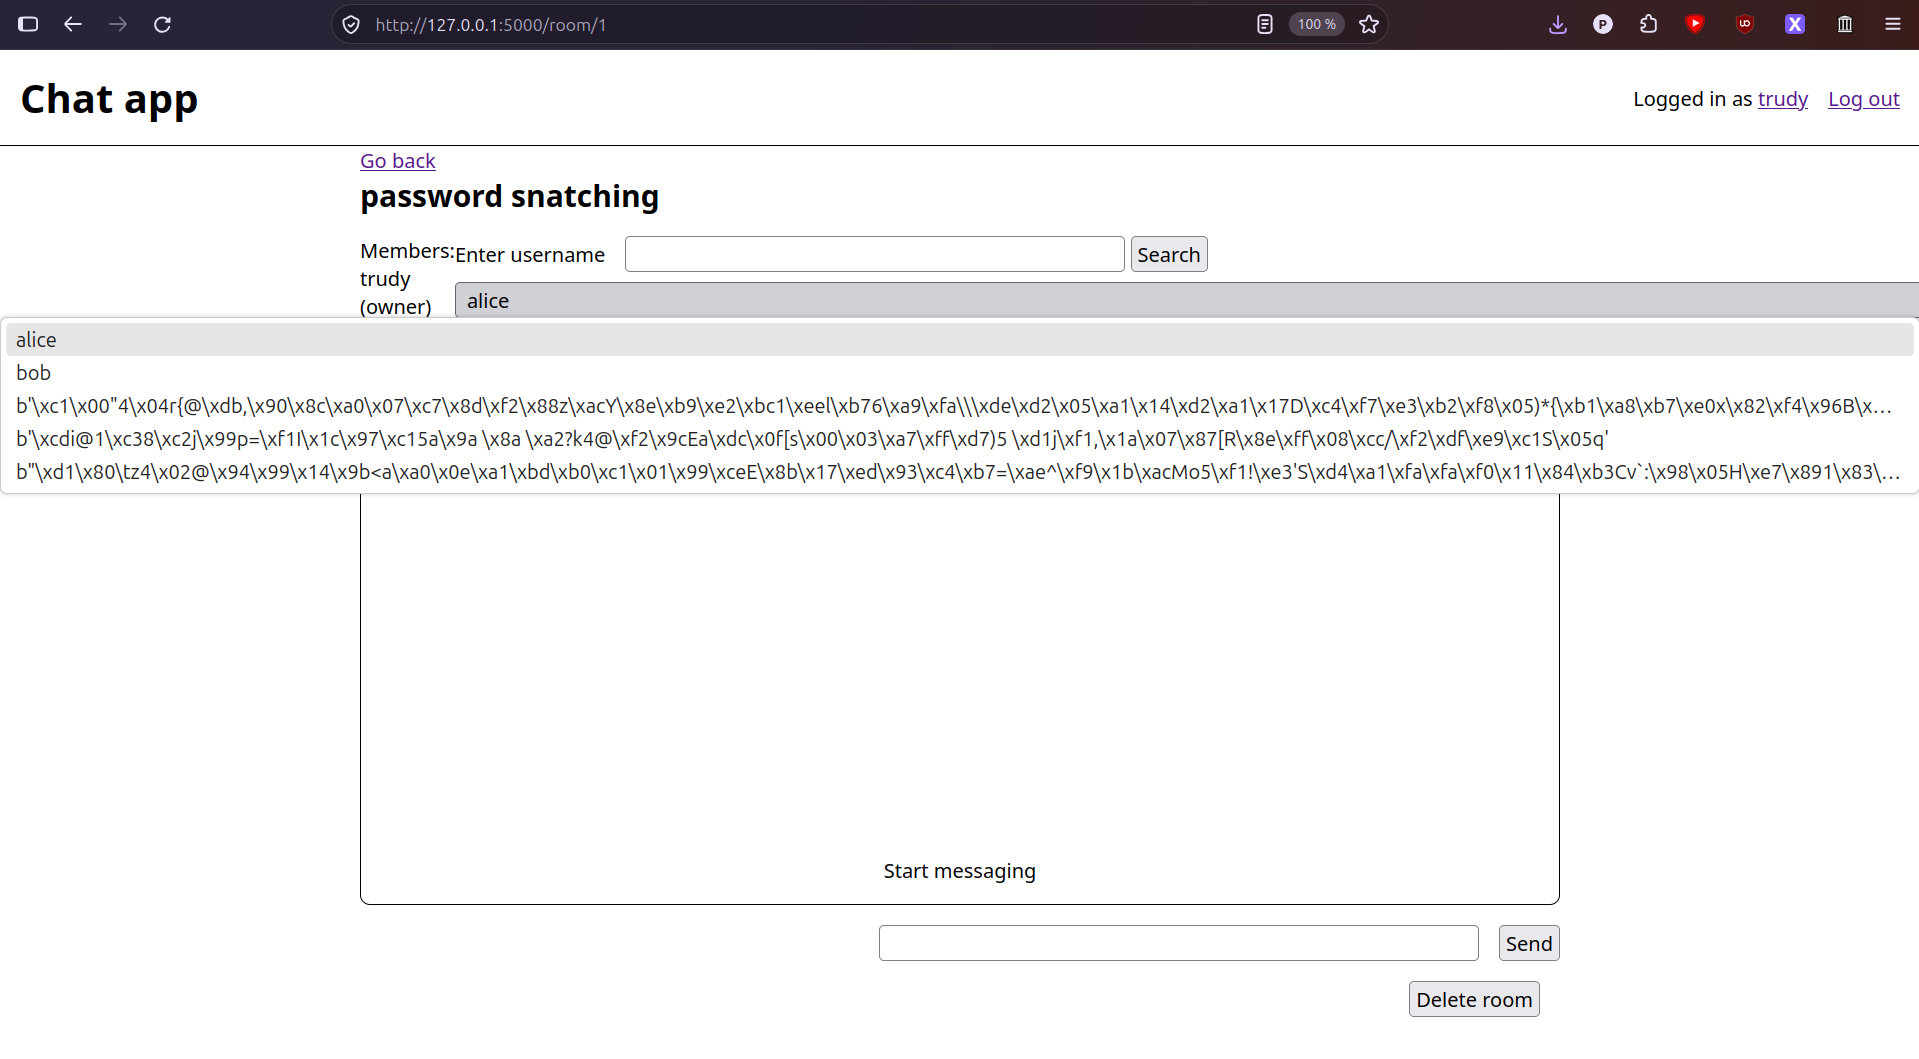 http://127.0.0.1:5000/room/1
100 %
Chat app
Logged in as trudy Log out
Go back
password snatching
Members:
Enter username
Search
trudy
(owner)
alice
alice
bob
b'\xc1\x00"4\x04r{@\xdb,\x90\x8c\xa0\x07\xc7\x8d\xf2\x88z\xacY\x8e\xb9\xe2\xbc1\xeel\xb76\xa9\xfa\\\xde\xd2\x05\xa1\x14\xd2\xa1\x17D\xc4\xf7\xe3\xb2\xf8\x05)*{\xb1\xa8\xb7\xe0x\x82\xf4\x96B\x…
b'\xcdi@1\xc38\xc2j\x99p=\xf1I\x1c\x97\xc15a\x9a \x8a \xa2?k4@\xf2\x9cEa\xdc\x0f[s\x00\x03\xa7\xff\xd7)5 \xd1j\xf1,\x1a\x07\x87[R\x8e\xff\x08\xcc/\xf2\xdf\xe9\xc1S\x05q'
b"\xd1\x80\tz4\x02@\x94\x99\x14\x9b<a\xa0\x0e\xa1\xbd\xb0\xc1\x01\x99\xceE\x8b\x17\xed\x93\xc4\xb7=\xae^\xf9\x1b\xacMo5\xf1!\xe3'S\xd4\xa1\xfa\xfa\xf0\x11\x84\xb3Cv`:\x98\x05H\xe7\x891\x83\…
Start messaging
Send
Delete room